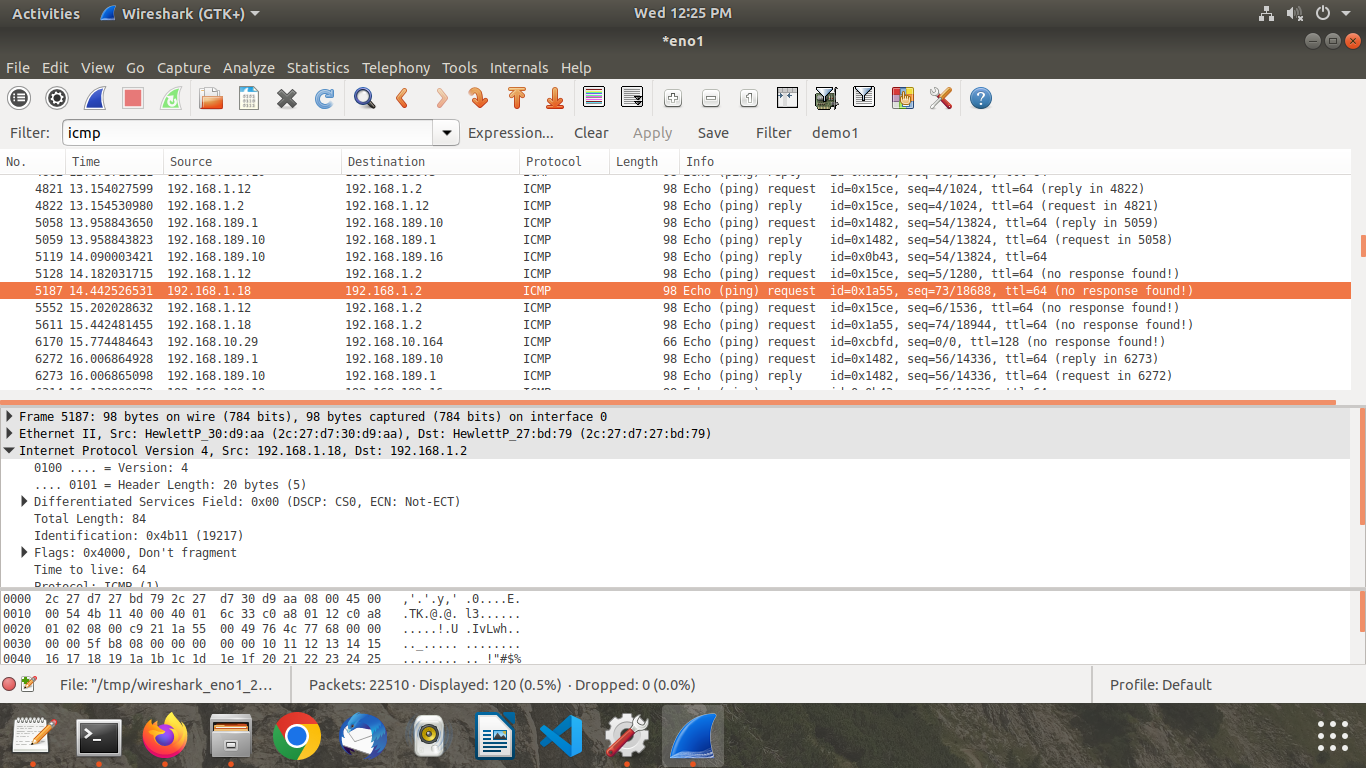 Activities Wireshark (GTK+) Wed 12:25 PM
*eno1
File Edit View Go Capture Analyze Statistics Telephony Tools Internals Help
Filter: icmp Expression... Clear Apply Save Filter demo1
No. Time Source Destination Protocol Length Info
4821 13.154027599 192.168.1.12 192.168.1.2 ICMP 98 Echo (ping) request id=0x15ce, seq=4/1024, ttl=64 (reply in 4822)
4822 13.154530980 192.168.1.2 192.168.1.12 ICMP 98 Echo (ping) reply id=0x15ce, seq=4/1024, ttl=64 (request in 4821)
5058 13.958843650 192.168.189.1 192.168.189.10 ICMP 98 Echo (ping) request id=0x1482, seq=54/13824, ttl=64 (reply in 5059)
5059 13.958843823 192.168.189.10 192.168.189.1 ICMP 98 Echo (ping) reply id=0x1482, seq=54/13824, ttl=64 (request in 5058)
5119 14.090003421 192.168.189.10 192.168.189.16 ICMP 98 Echo (ping) reply id=0x0b43, seq=54/13824, ttl=64
5128 14.182031715 192.168.1.12 192.168.1.2 ICMP 98 Echo (ping) request id=0x15ce, seq=5/1280, ttl=64 (no response found!)
5187 14.442526531 192.168.1.18 192.168.1.2 ICMP 98 Echo (ping) request id=0x1a55, seq=73/18688, ttl=64 (no response found!)
5552 15.202028632 192.168.1.12 192.168.1.2 ICMP 98 Echo (ping) request id=0x15ce, seq=6/1536, ttl=64 (no response found!)
5611 15.442481455 192.168.1.18 192.168.1.2 ICMP 98 Echo (ping) request id=0x1a55, seq=74/18944, ttl=64 (no response found!)
6170 15.774484643 192.168.10.29 192.168.10.164 ICMP 66 Echo (ping) request id=0xcbfd, seq=0/0, ttl=128 (no response found!)
6272 16.006864928 192.168.189.1 192.168.189.10 ICMP 98 Echo (ping) request id=0x1482, seq=56/14336, ttl=64 (reply in 6273)
6273 16.006865098 192.168.189.10 192.168.189.1 ICMP 98 Echo (ping) reply id=0x1482, seq=56/14336, ttl=64 (request in 6272)
Frame 5187: 98 bytes on wire (784 bits), 98 bytes captured (784 bits) on interface 0
Ethernet II, Src: HewlettP_30:d9:aa (2c:27:d7:30:d9:aa), Dst: HewlettP_27:bd:79 (2c:27:d7:27:bd:79)
Internet Protocol Version 4, Src: 192.168.1.18, Dst: 192.168.1.2
0100 .... = Version: 4
.... 0101 = Header Length: 20 bytes (5)
Differentiated Services Field: 0x00 (DSCP: CS0, ECN: Not-ECT)
Total Length: 84
Identification: 0x4b11 (19217)
Flags: 0x4000, Don't fragment
Time to live: 64
Protocol: ICMP (1)
0000 2c 27 d7 27 bd 79 2c 27 d7 30 d9 aa 08 00 45 00 ,'.'.y,' .0....E.
0010 00 54 4b 11 40 00 40 01 6c 33 c0 a8 01 12 c0 a8 .TK.@.@. l3......
0020 01 02 08 00 c9 21 1a 55 00 49 76 4c 77 68 00 00 .....!.U .IvLwh..
0030 00 00 5f b8 08 00 00 00 00 00 10 11 12 13 14 15 .._..... ........
0040 16 17 18 19 1a 1b 1c 1d 1e 1f 20 21 22 23 24 25 ........ .. !"#$%
File: "/tmp/wireshark_eno1_2... Packets: 22510 · Displayed: 120 (0.5%) · Dropped: 0 (0.0%) Profile: Default